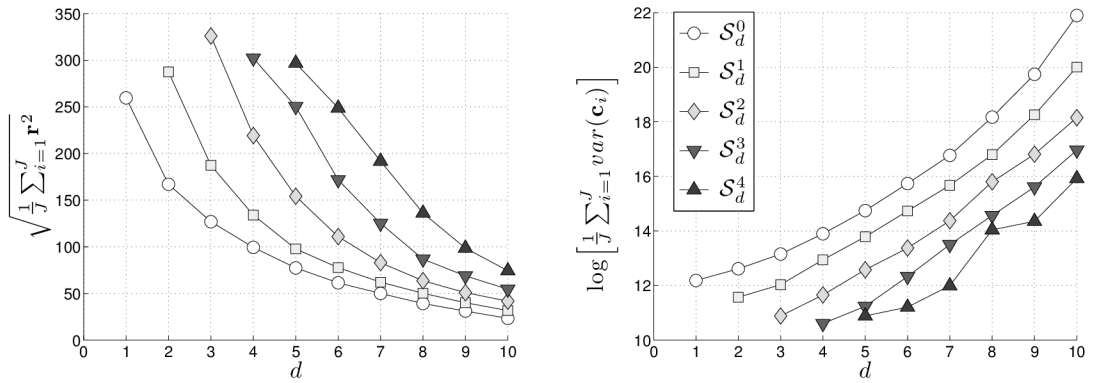 350
300
250
200
150
100
50
0
0 1 2 3 4 5 6 7 8 9 10
d
√(1/J ∑_{i=1}^{J} r²)
22
20
18
16
14
12
10
0 1 2 3 4 5 6 7 8 9 10
d
log [1/J ∑_{i=1}^{J} var(c_i)]
S_d^0
S_d^1
S_d^2
S_d^3
S_d^4